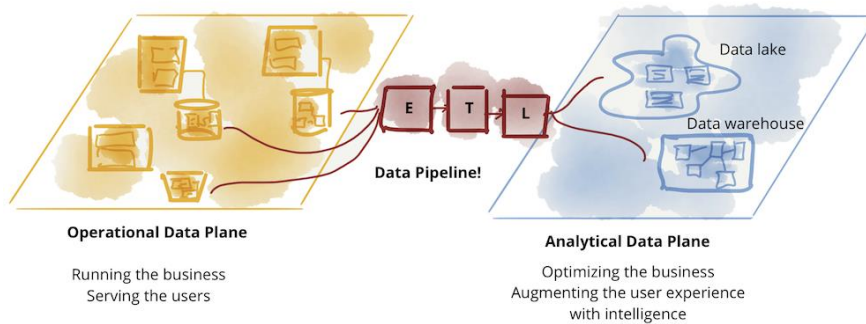 Data lake
E
T
L
Data warehouse
Data Pipeline!
Operational Data Plane
Running the business
Serving the users
Analytical Data Plane
Optimizing the business
Augmenting the user experience
with intelligence